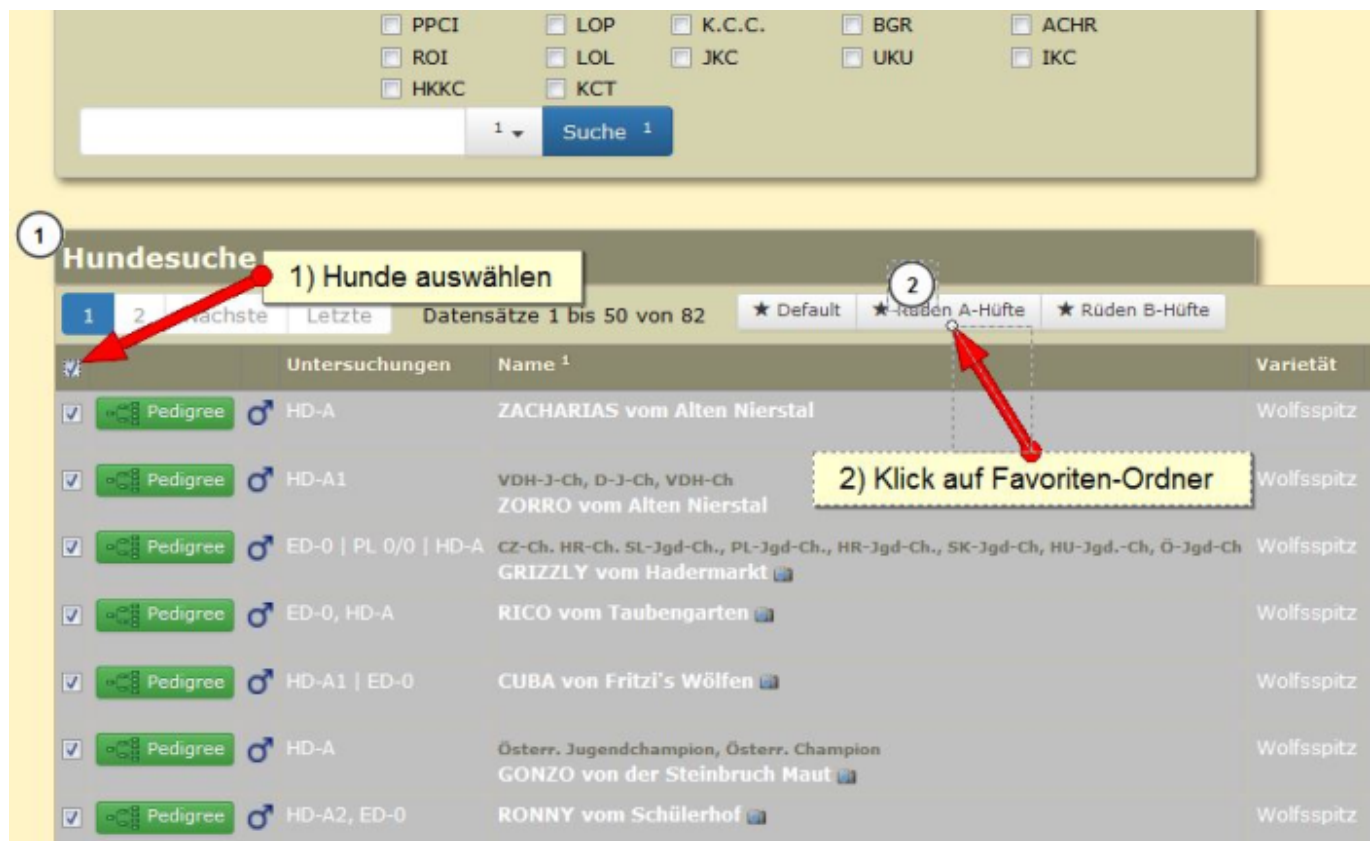 PPCI LOP K.C.C. BGR ACHR
ROI LOL JKC UKU IKC
HKKC KCT
1 Suche 1
1
Hundesuche
1) Hunde auswählen
2
1 2 Nächste Letzte Datensätze 1 bis 50 von 82 ★ Default ★ Rüden A-Hüfte ★ Rüden B-Hüfte
Untersuchungen Name 1 Varietät
Pedigree ♂ HD-A ZACHARIAS vom Alten Nierstal Wolfsspitz
2) Klick auf Favoriten-Ordner
Pedigree ♂ HD-A1 VDH-J-Ch, D-J-Ch, VDH-Ch Wolfsspitz
ZORRO vom Alten Nierstal
Pedigree ♂ ED-0 | PL 0/0 | HD-A CZ-Ch. HR-Ch. SL-Jgd-Ch., PL-Jgd-Ch., HR-Jgd-Ch., SK-Jgd-Ch, HU-Jgd.-Ch, Ö-Jgd-Ch Wolfsspitz
GRIZZLY vom Hadermarkt
Pedigree ♂ ED-0, HD-A RICO vom Taubengarten Wolfsspitz
Pedigree ♂ HD-A1 | ED-0 CUBA von Fritzi's Wölfen Wolfsspitz
Pedigree ♂ HD-A Österr. Jugendchampion, Österr. Champion Wolfsspitz
GONZO von der Steinbruch Maut
Pedigree ♂ HD-A2, ED-0 RONNY vom Schülerhof Wolfsspitz